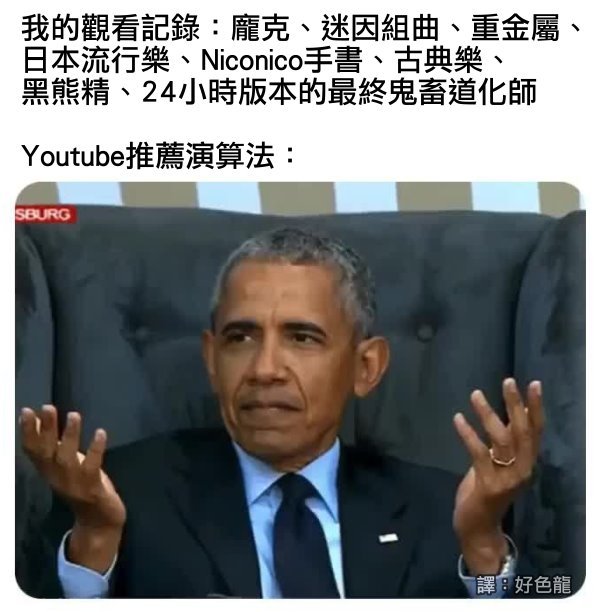 我的觀看記錄：龐克、迷因組曲、重金屬、
日本流行樂、Niconico手書、古典樂、
黑熊精、24小時版本的最終鬼畜道化師
Youtube推薦演算法：
SBURG
譯：好色龍